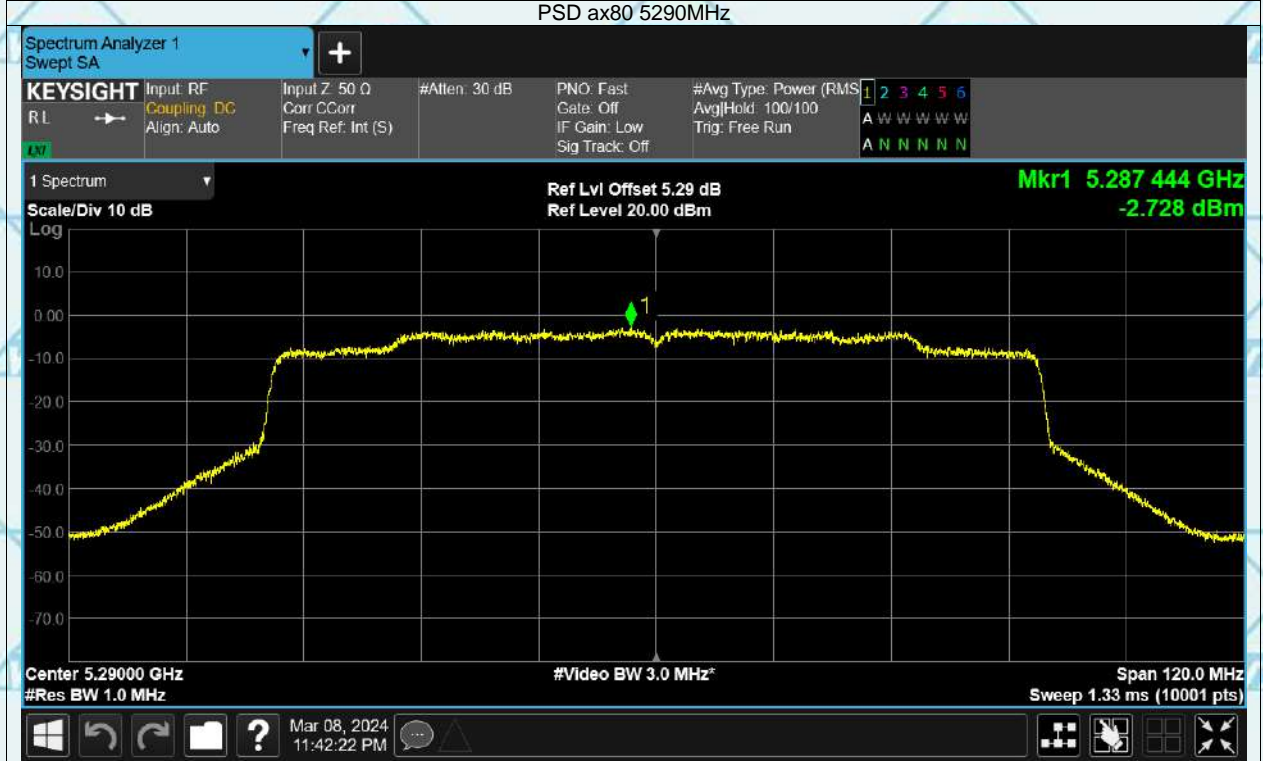 PSD ax80 5290MHz
Spectrum Analyzer 1
Swept SA
KEYSIGHT
R L
LXI
Input: RF
Coupling: DC
Align: Auto
Input Z: 50 Ω
Corr CCorr
Freq Ref: Int (S)
#Atten: 30 dB
PNO: Fast
Gate: Off
IF Gain: Low
Sig Track: Off
#Avg Type: Power (RMS
Avg|Hold: 100/100
Trig: Free Run
1 2 3 4 5 6
A W W W W W
A N N N N N
1 Spectrum
Scale/Div 10 dB
Log
Ref Lvl Offset 5.29 dB
Ref Level 20.00 dBm
Mkr1 5.287 444 GHz
-2.728 dBm
1
10.0
0.00
-10.0
-20.0
-30.0
-40.0
-50.0
-60.0
-70.0
Center 5.29000 GHz
#Res BW 1.0 MHz
#Video BW 3.0 MHz*
Span 120.0 MHz
Sweep 1.33 ms (10001 pts)
?
Mar 08, 2024
11:42:22 PM